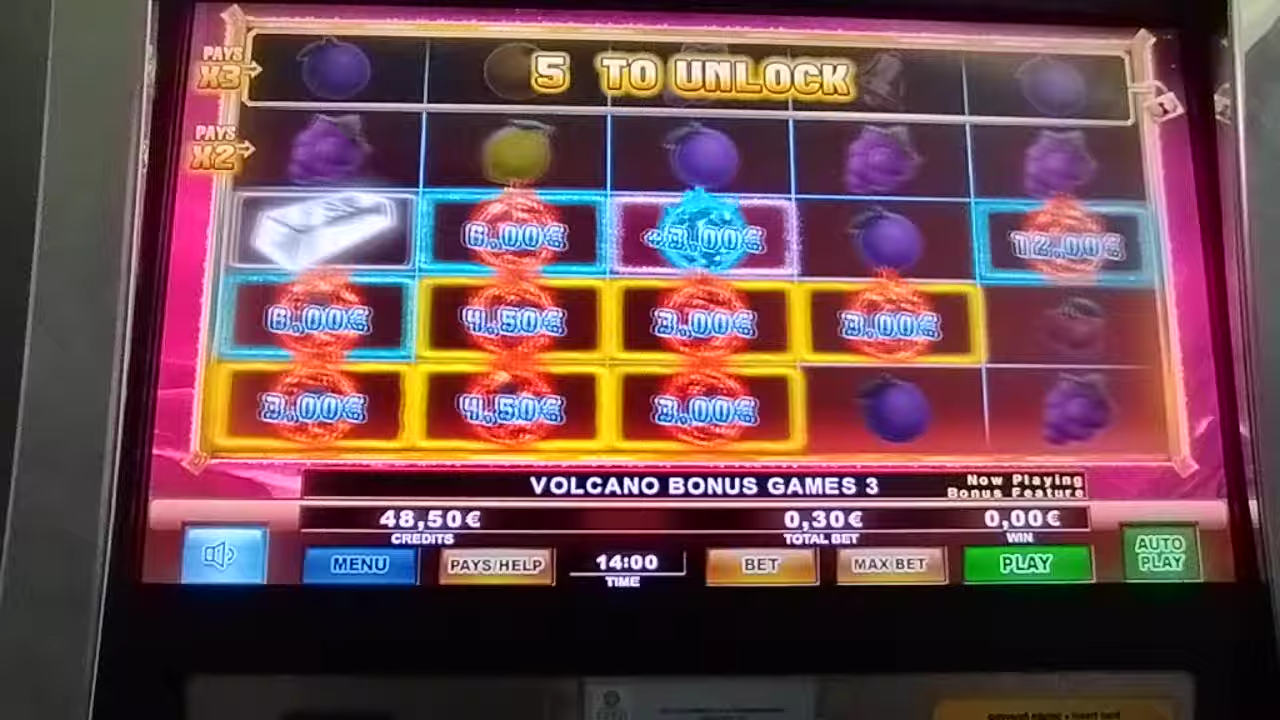 PAYS
X3
5 TO UNLOCK
PAYS
X2
6.00€
+3.00€
12.00€
6.00€
4.50€
3.00€
3.00€
3.00€
4.50€
3.00€
VOLCANO BONUS GAMES 3
Now Playing
Bonus Feature
48,50€
CREDITS
0,30€
TOTAL BET
0,00€
WIN
MENU
PAYS/HELP
14:00
TIME
BET
MAX BET
PLAY
AUTO
PLAY